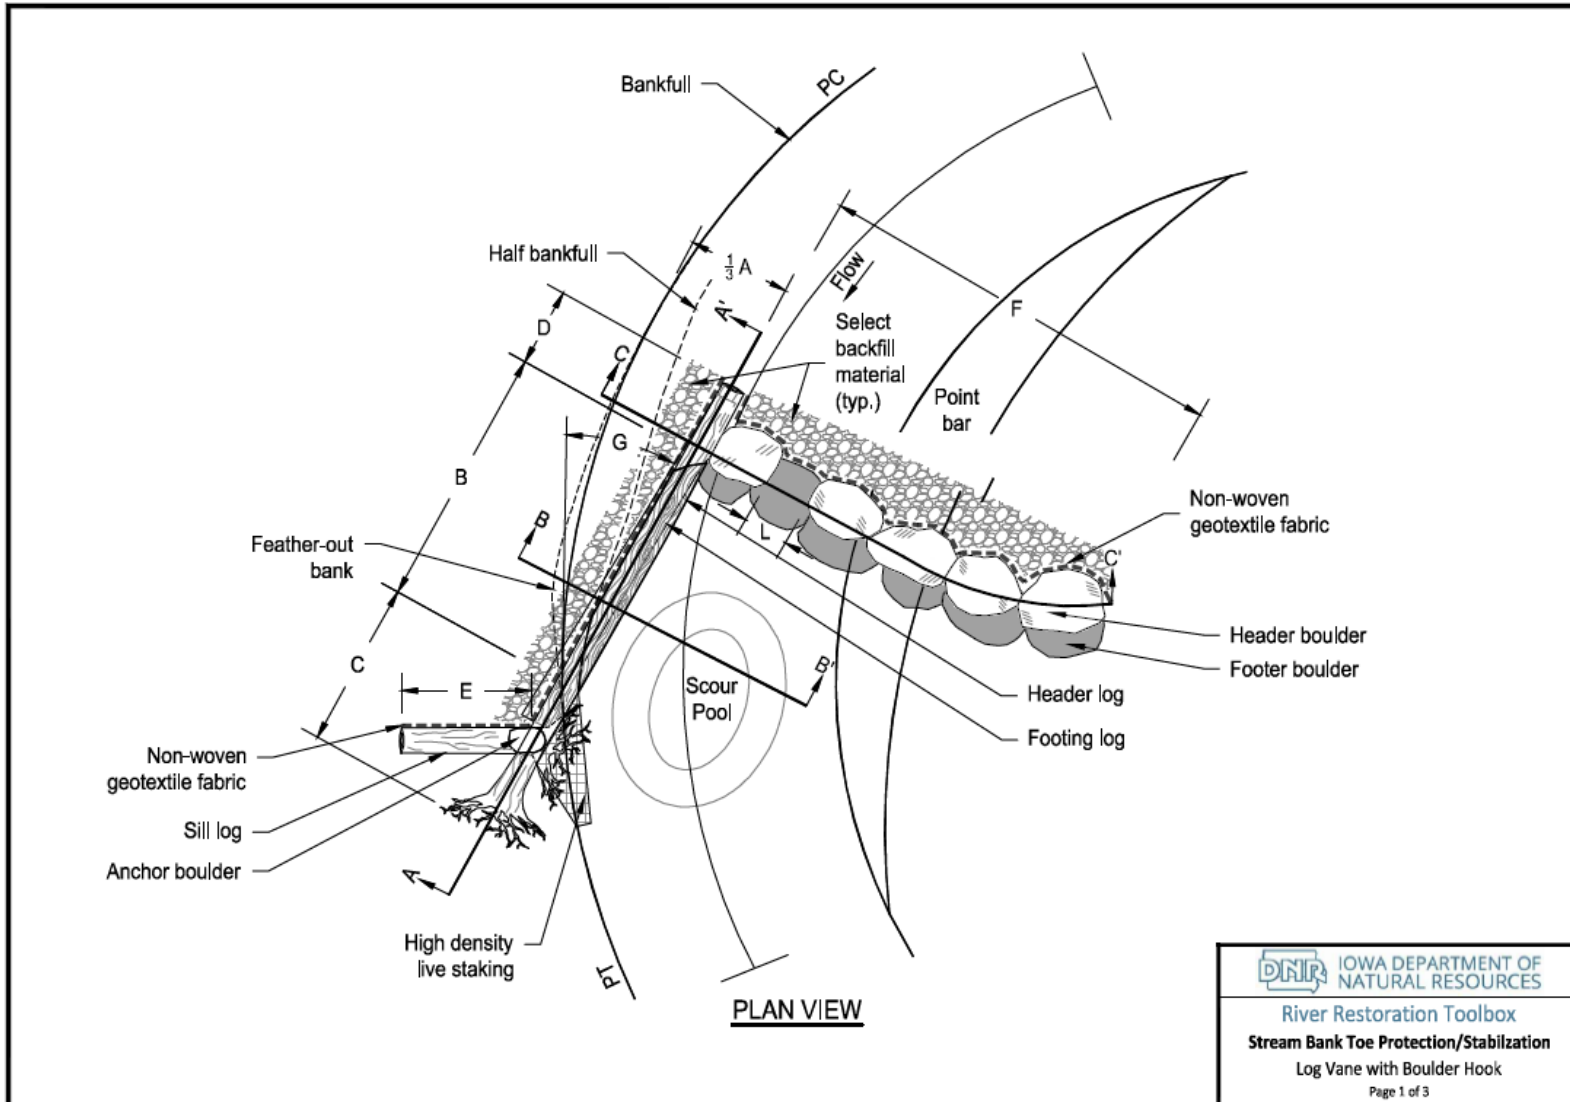 Bankfull
PC
Half bankfull
1/3 A
Flow
F
A'
Select
backfill
material
(typ.)
D
C
Point
bar
G
B
Non-woven
geotextile fabric
B
L
Feather-out
bank
C'
C
Header boulder
Footer boulder
E
B'
Scour
Pool
Header log
Footing log
Non-woven
geotextile fabric
Sill log
Anchor boulder
A
High density
live staking
PT
PLAN VIEW
DNR
IOWA DEPARTMENT OF
NATURAL RESOURCES
River Restoration Toolbox
Stream Bank Toe Protection/Stabilzation
Log Vane with Boulder Hook
Page 1 of 3